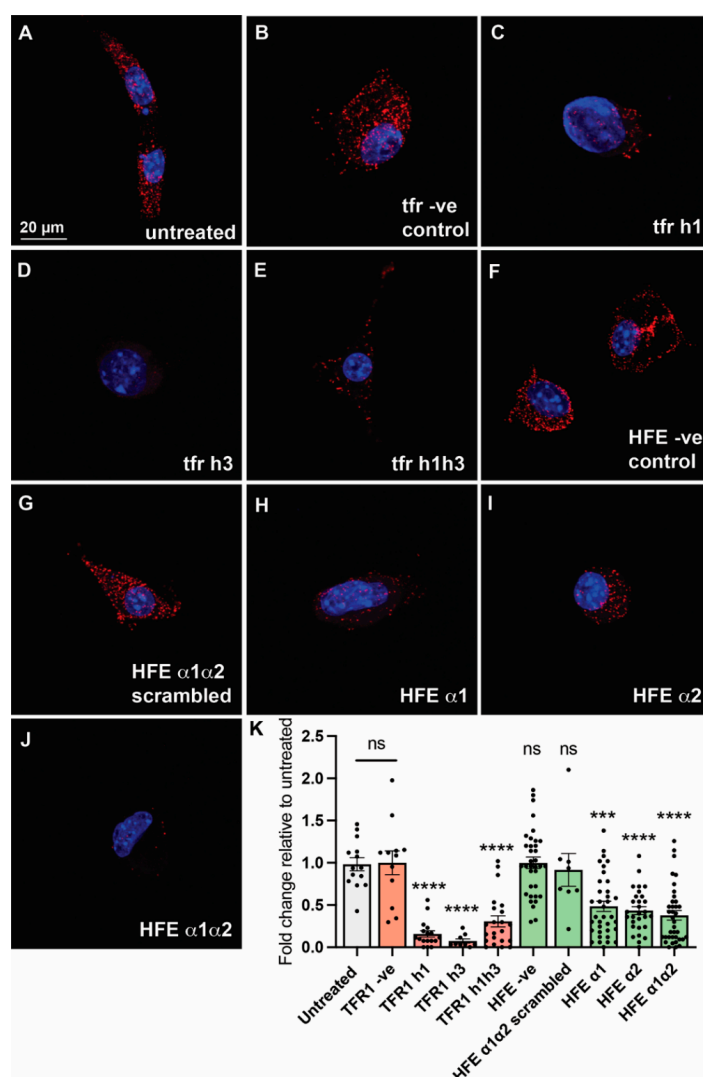 A
20 µm
untreated
B
tfr -ve
control
C
tfr h1
D
tfr h3
E
tfr h1h3
F
HFE -ve
control
G
HFE α1α2
scrambled
H
HFE α1
I
HFE α2
J
HFE α1α2
K
Fold change relative to untreated
2.5
2.0
1.5
1.0
0.5
0.0
ns
****
****
****
ns
ns
***
****
****
Untreated
TFR1 -ve
TFR1 h1
TFR1 h3
TFR1 h1h3
HFE -ve
HFE α1α2 scrambled
HFE α1
HFE α2
HFE α1α2